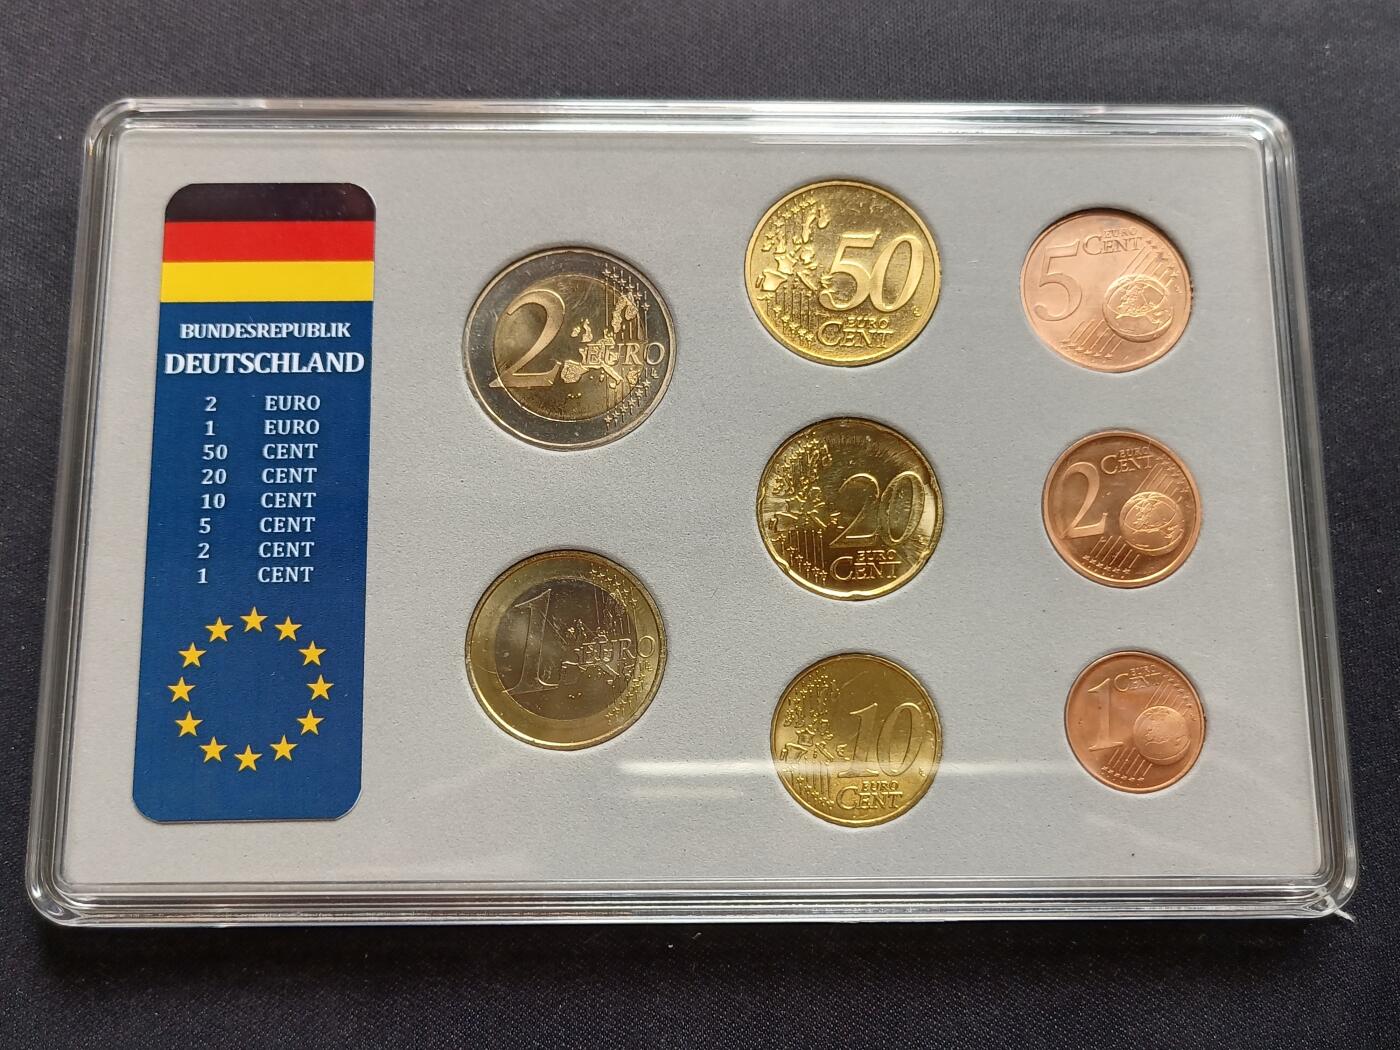 BUNDESREPUBLIK
DEUTSCHLAND
2 EURO
1 EURO
50 CENT
20 CENT
10 CENT
5 CENT
2 CENT
1 CENT
2 EURO
1 EURO
50
EURO
CENT
20
EURO
CENT
10
EURO
CENT
5 EURO
CENT
2 EURO
CENT
1 EURO
CENT